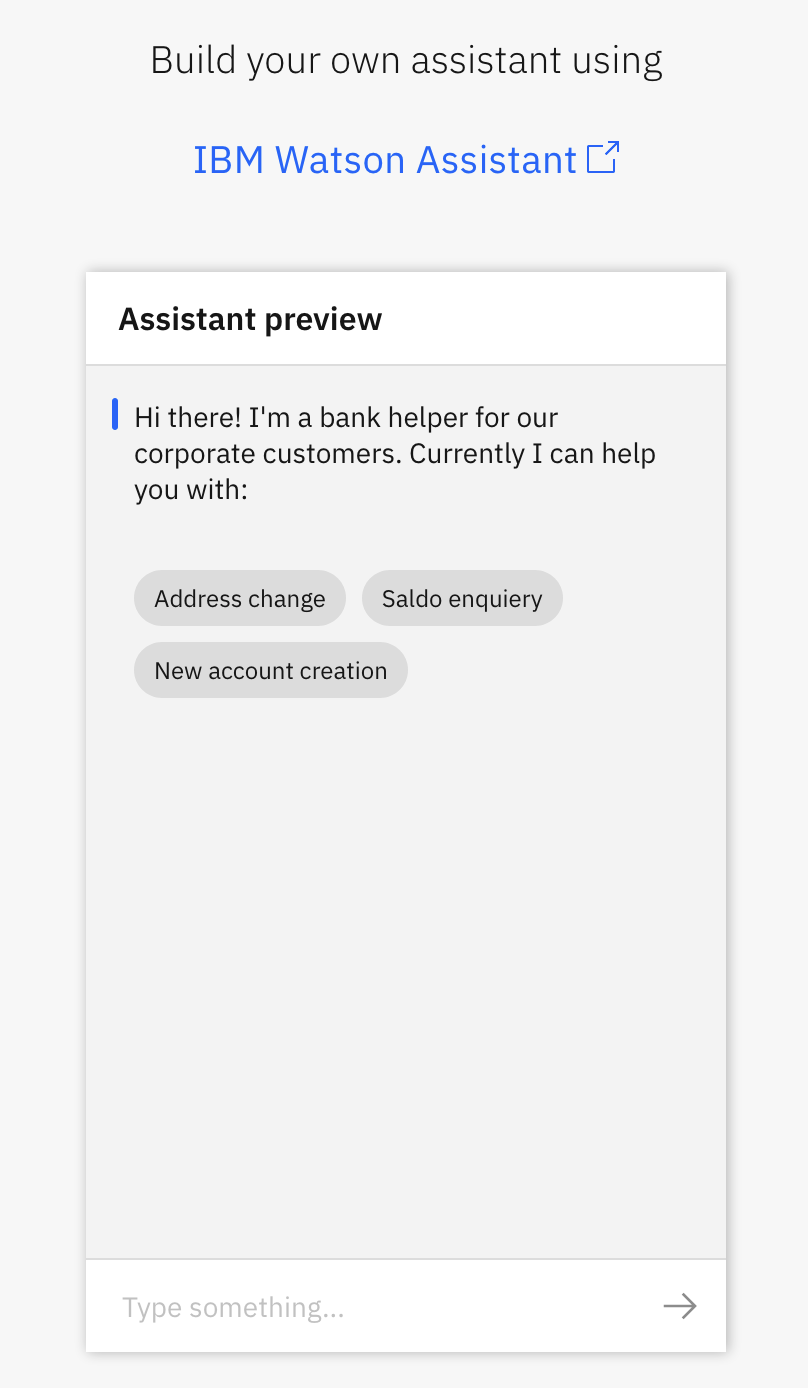 Build your own assistant using
IBM Watson Assistant
Assistant preview
Hi there! I'm a bank helper for our
corporate customers. Currently I can help
you with:
Address change
Saldo enquiery
New account creation
Type something...